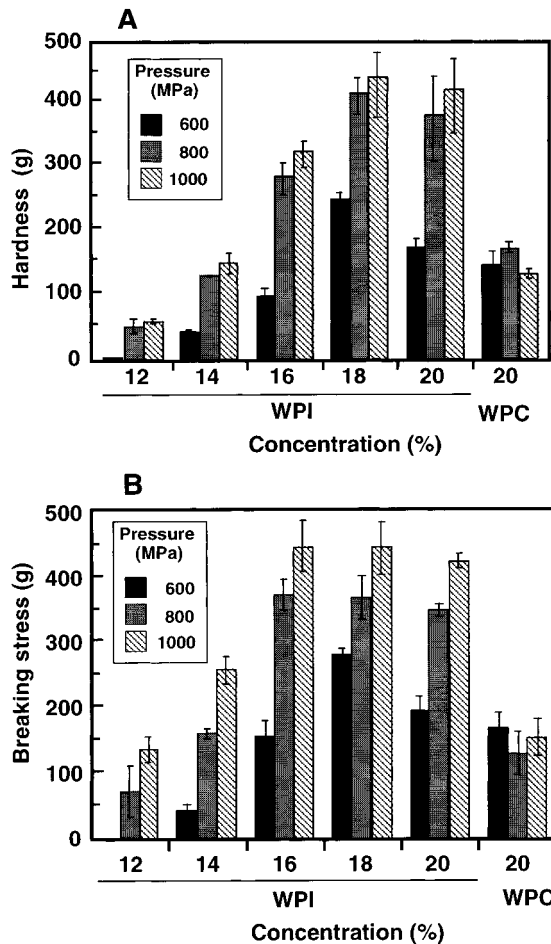 A
Hardness (g)
500
400
300
200
100
0
Pressure
(MPa)
600
800
1000
12 14 16 18 20 20
WPI WPC
Concentration (%)
B
Breaking stress (g)
500
400
300
200
100
0
Pressure
(MPa)
600
800
1000
12 14 16 18 20 20
WPI WPC
Concentration (%)